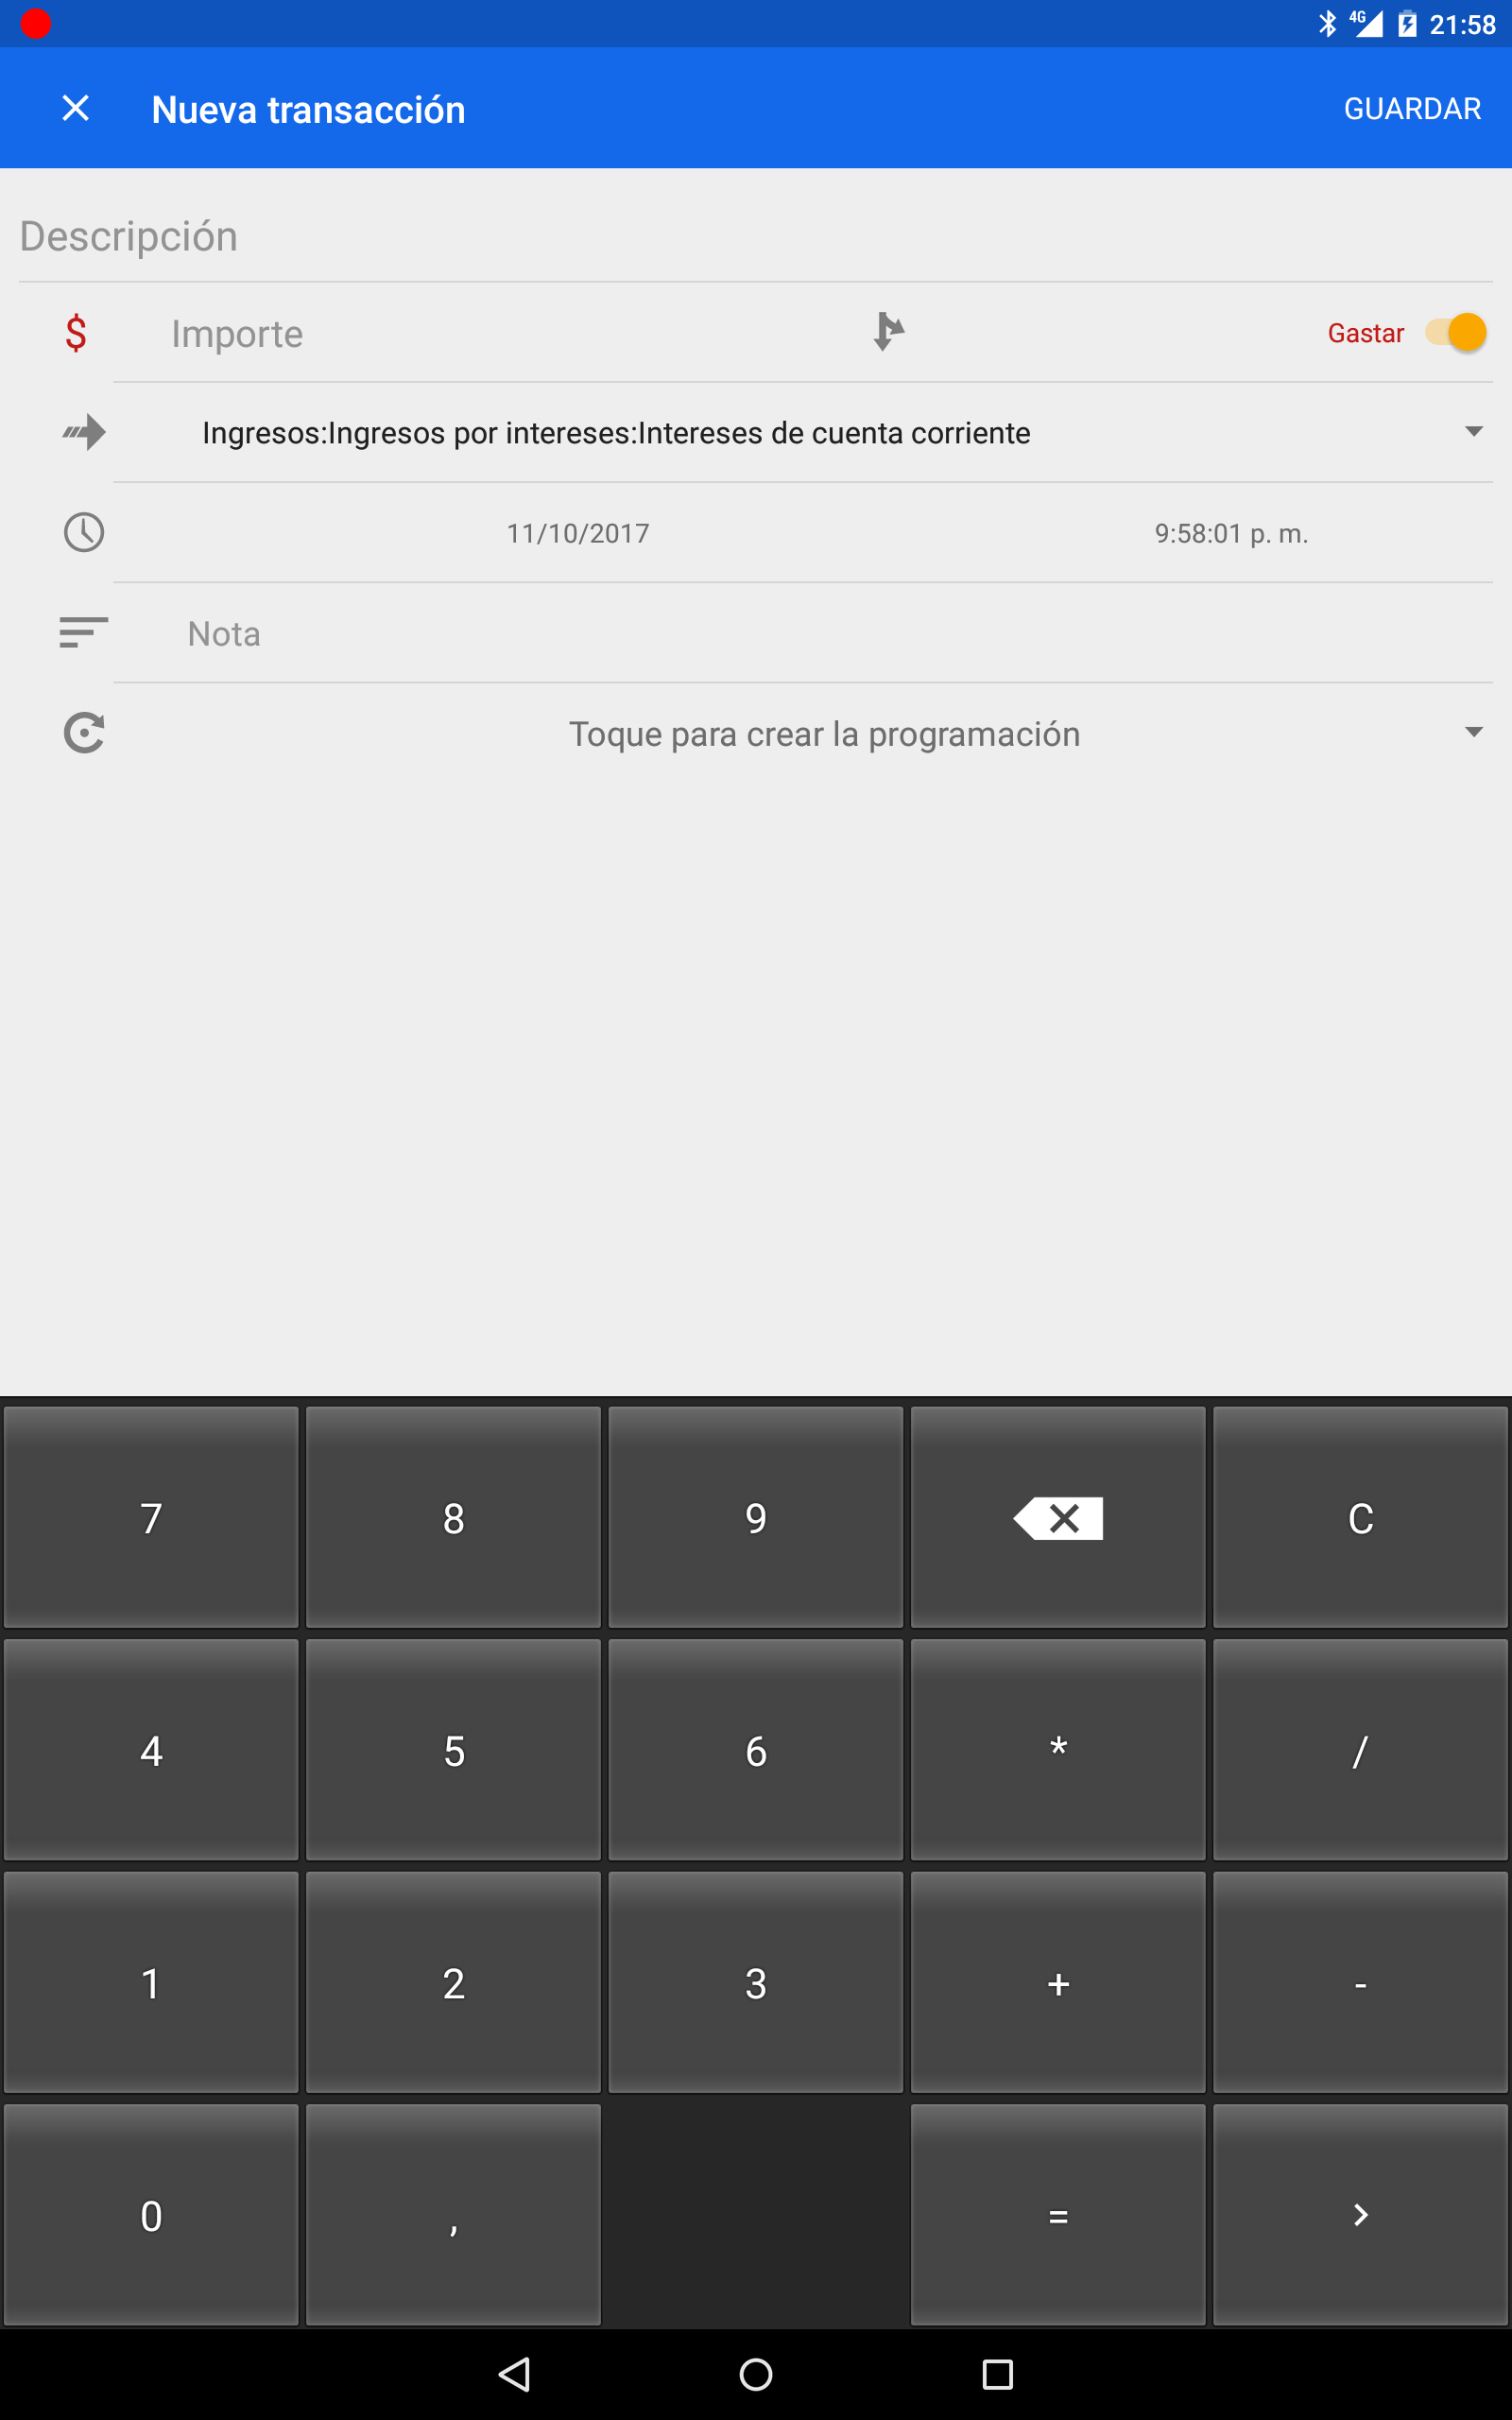 4G 21:58
Nueva transacción GUARDAR
Descripción
$ Importe Gastar
Ingresos:Ingresos por intereses:Intereses de cuenta corriente
11/10/2017 9:58:01 p. m.
Nota
Toque para crear la programación
7 8 9 C
4 5 6 * /
1 2 3 + -
0 , = >